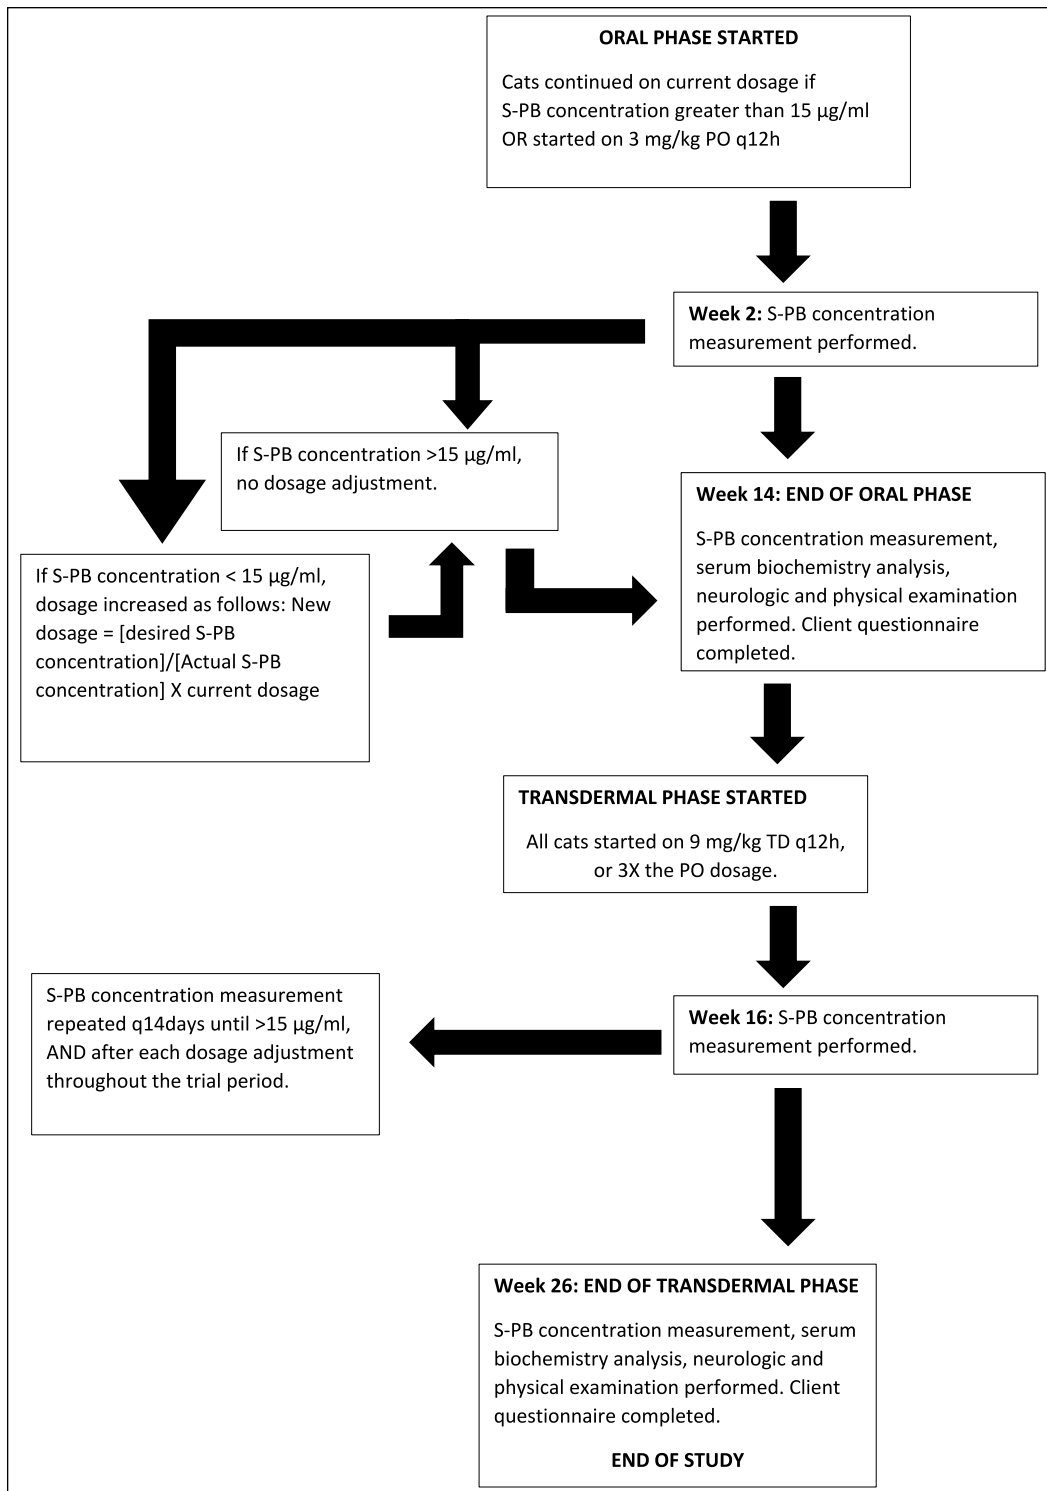 ORAL PHASE STARTED
Cats continued on current dosage if
S-PB concentration greater than 15 µg/ml
OR started on 3 mg/kg PO q12h
Week 2: S-PB concentration
measurement performed.
If S-PB concentration >15 µg/ml,
no dosage adjustment.
If S-PB concentration < 15 µg/ml,
dosage increased as follows: New
dosage = [desired S-PB
concentration]/[Actual S-PB
concentration] X current dosage
Week 14: END OF ORAL PHASE
S-PB concentration measurement,
serum biochemistry analysis,
neurologic and physical examination
performed. Client questionnaire
completed.
TRANSDERMAL PHASE STARTED
All cats started on 9 mg/kg TD q12h,
or 3X the PO dosage.
Week 16: S-PB concentration
measurement performed.
S-PB concentration measurement
repeated q14days until >15 µg/ml,
AND after each dosage adjustment
throughout the trial period.
Week 26: END OF TRANSDERMAL PHASE
S-PB concentration measurement, serum
biochemistry analysis, neurologic and
physical examination performed. Client
questionnaire completed.
END OF STUDY